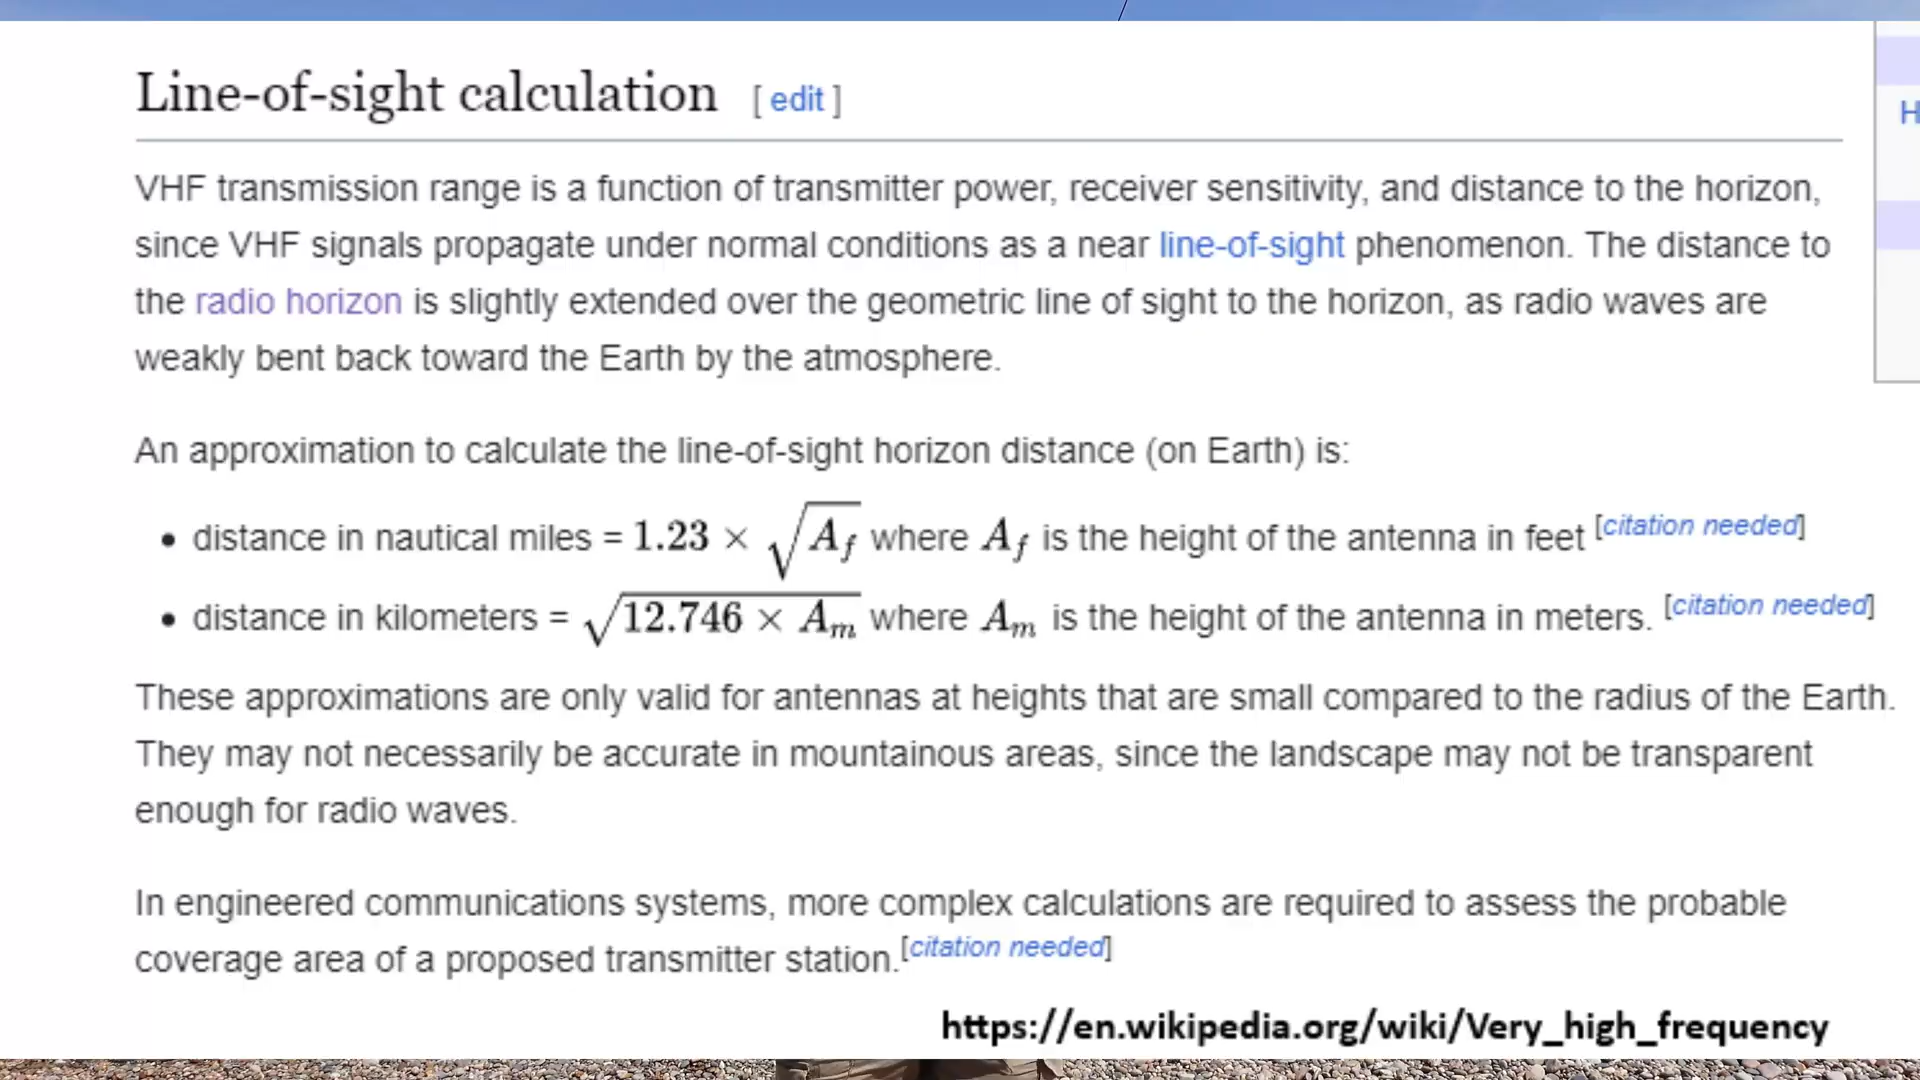 Line-of-sight calculation [ edit ]
H
VHF transmission range is a function of transmitter power, receiver sensitivity, and distance to the horizon,
since VHF signals propagate under normal conditions as a near line-of-sight phenomenon. The distance to
the radio horizon is slightly extended over the geometric line of sight to the horizon, as radio waves are
weakly bent back toward the Earth by the atmosphere.
An approximation to calculate the line-of-sight horizon distance (on Earth) is:
• distance in nautical miles = 1.23 × √A_f where A_f is the height of the antenna in feet [citation needed]
• distance in kilometers = √12.746 × A_m where A_m is the height of the antenna in meters. [citation needed]
These approximations are only valid for antennas at heights that are small compared to the radius of the Earth.
They may not necessarily be accurate in mountainous areas, since the landscape may not be transparent
enough for radio waves.
In engineered communications systems, more complex calculations are required to assess the probable
coverage area of a proposed transmitter station.[citation needed]
https://en.wikipedia.org/wiki/Very_high_frequency